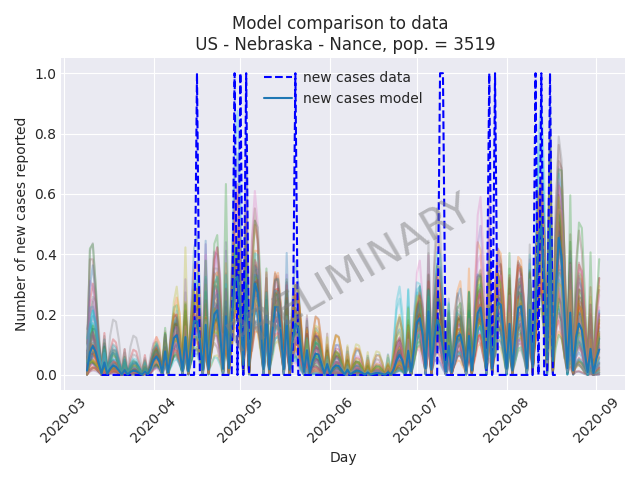 Model comparison to data
US - Nebraska - Nance, pop. = 3519
new cases data
new cases model
Number of new cases reported
1.0
0.8
0.6
0.4
0.2
0.0
LIMINARY
2020-03
2020-04
2020-05
2020-06
2020-07
2020-08
2020-09
Day